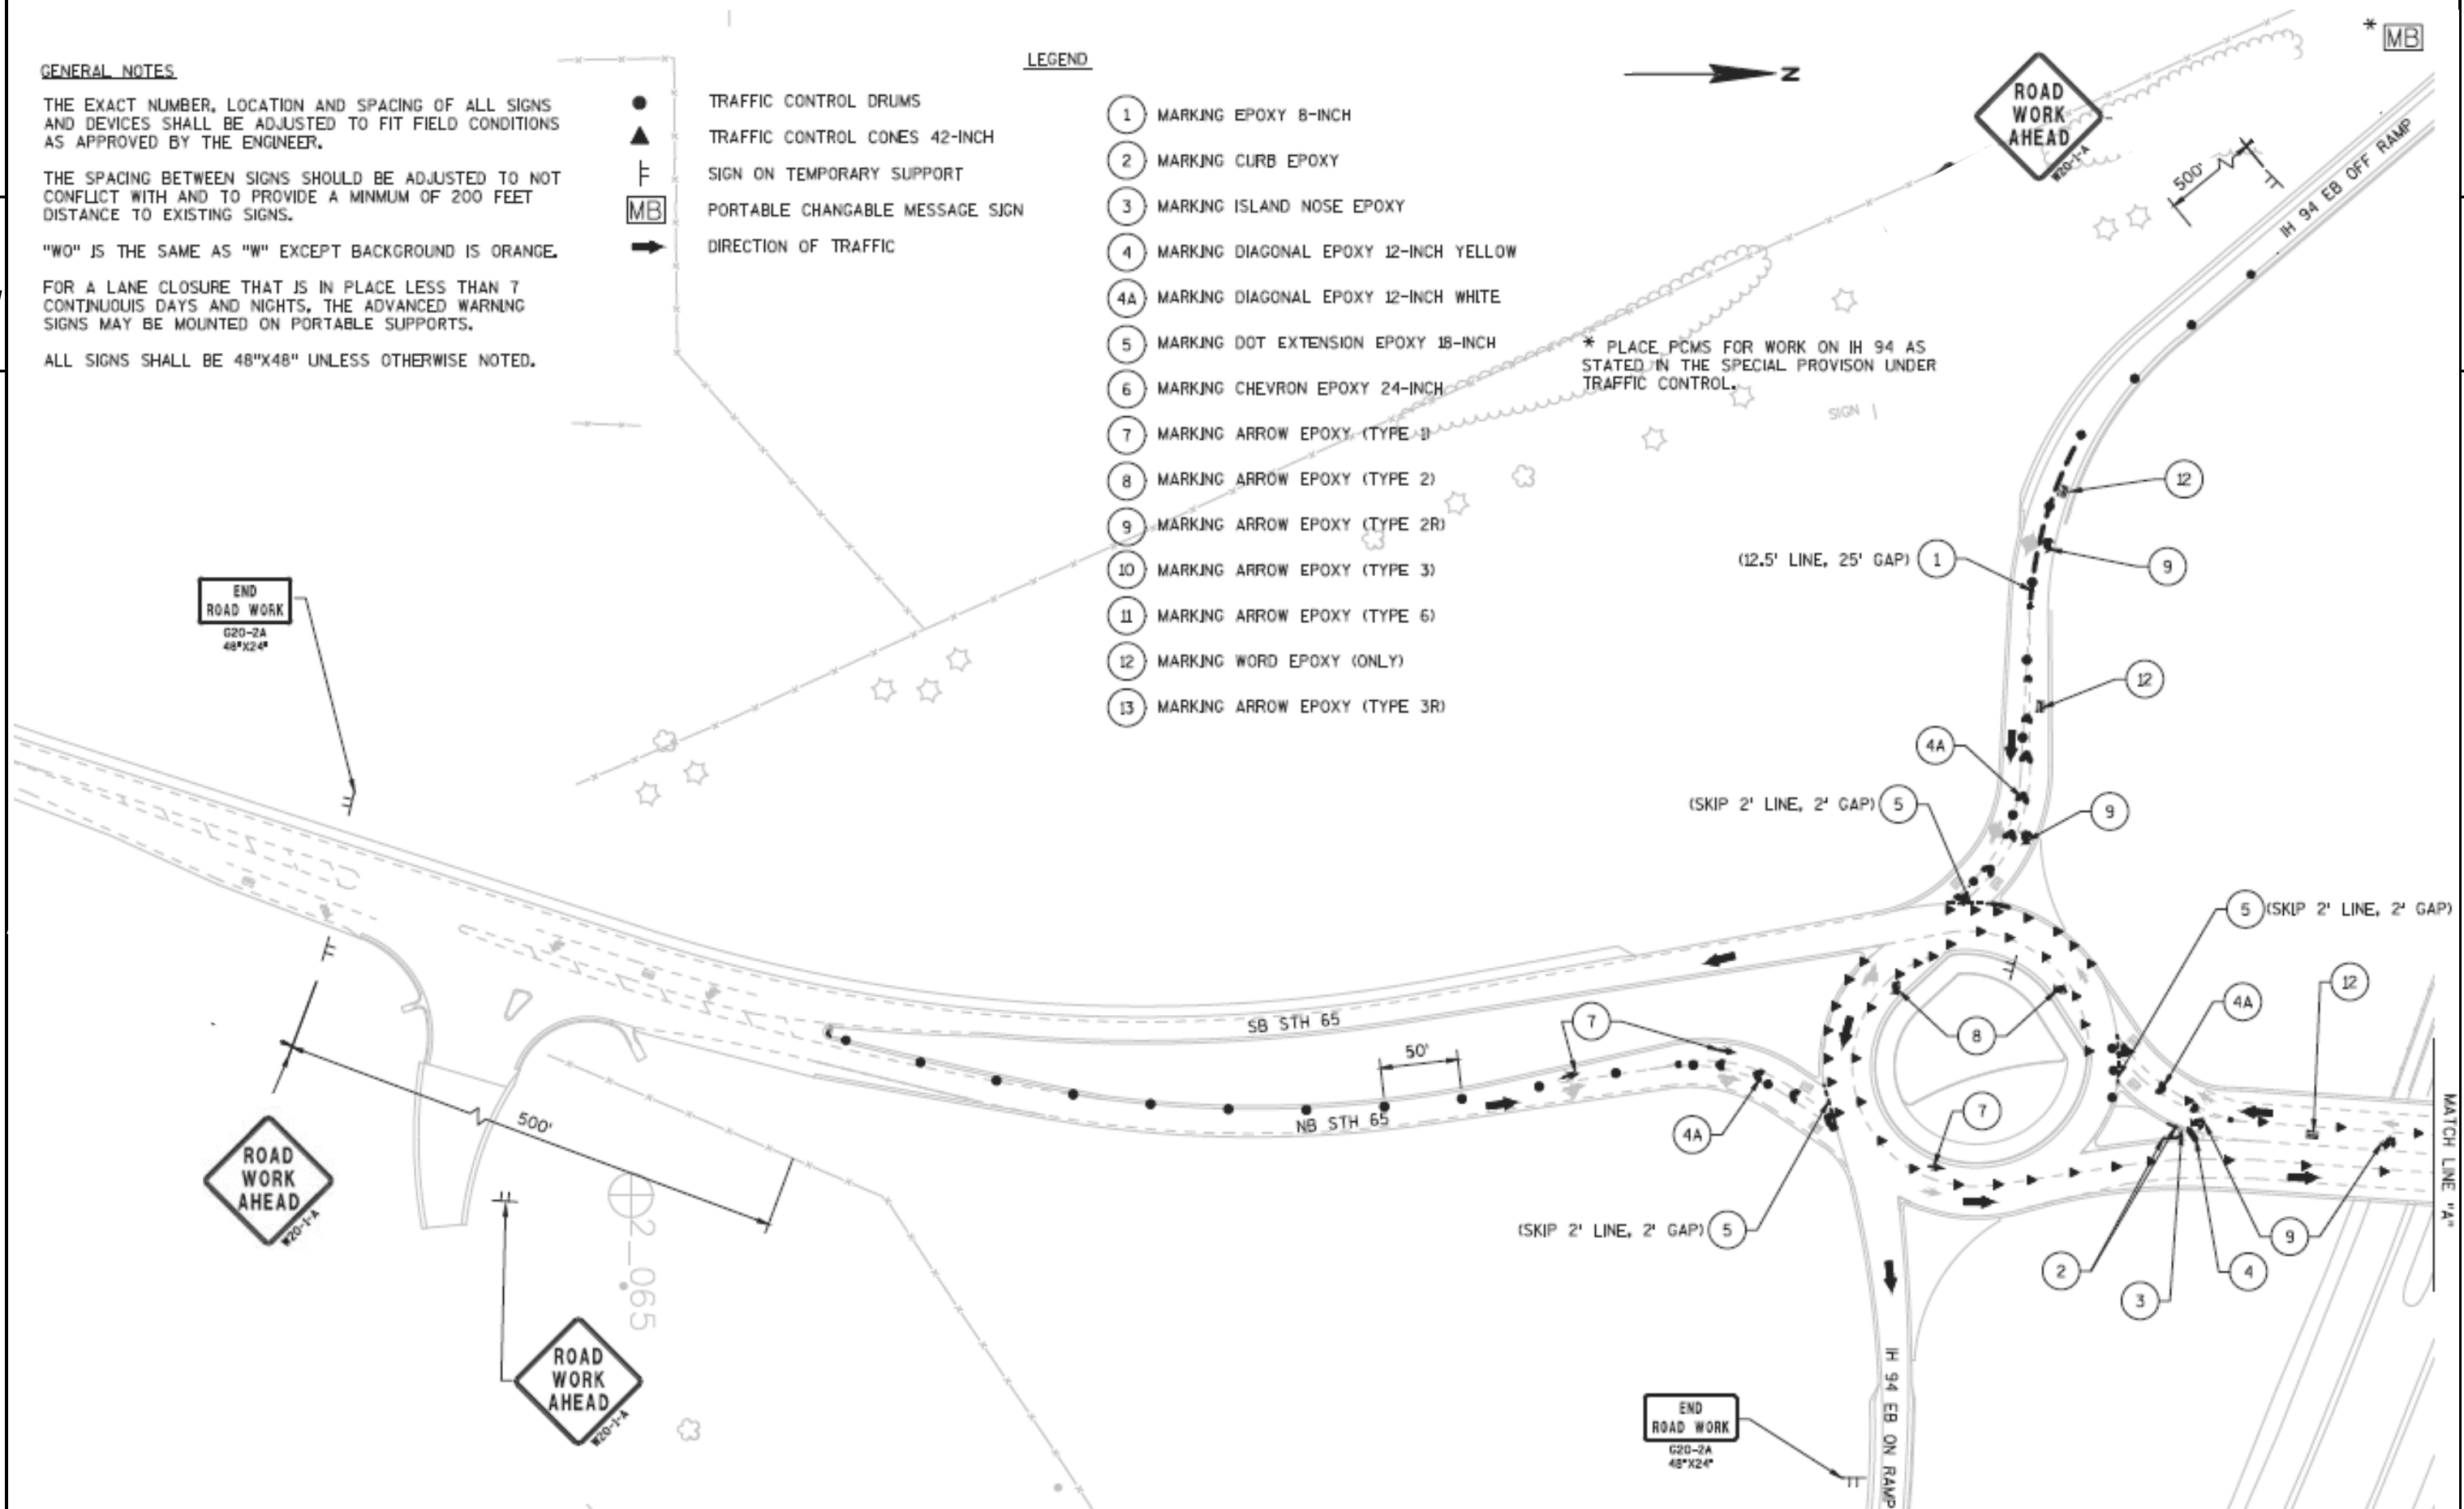 GENERAL NOTES
THE EXACT NUMBER, LOCATION AND SPACING OF ALL SIGNS
AND DEVICES SHALL BE ADJUSTED TO FIT FIELD CONDITIONS
AS APPROVED BY THE ENGINEER.
THE SPACING BETWEEN SIGNS SHOULD BE ADJUSTED TO NOT
CONFLICT WITH AND TO PROVIDE A MINMUM OF 200 FEET
DISTANCE TO EXISTING SIGNS.
"WO" IS THE SAME AS "W" EXCEPT BACKGROUND IS ORANGE.
FOR A LANE CLOSURE THAT IS IN PLACE LESS THAN 7
CONTINUOUIS DAYS AND NIGHTS, THE ADVANCED WARNING
SIGNS MAY BE MOUNTED ON PORTABLE SUPPORTS.
ALL SIGNS SHALL BE 48"X48" UNLESS OTHERWISE NOTED.
LEGEND
TRAFFIC CONTROL DRUMS
TRAFFIC CONTROL CONES 42-INCH
SIGN ON TEMPORARY SUPPORT
MB PORTABLE CHANGABLE MESSAGE SIGN
DIRECTION OF TRAFFIC
1 MARKING EPOXY 8-INCH
2 MARKING CURB EPOXY
3 MARKING ISLAND NOSE EPOXY
4 MARKING DIAGONAL EPOXY 12-INCH YELLOW
4A MARKING DIAGONAL EPOXY 12-INCH WHITE
5 MARKING DOT EXTENSION EPOXY 18-INCH
6 MARKING CHEVRON EPOXY 24-INCH
7 MARKING ARROW EPOXY (TYPE 1)
8 MARKING ARROW EPOXY (TYPE 2)
9 MARKING ARROW EPOXY (TYPE 2R)
10 MARKING ARROW EPOXY (TYPE 3)
11 MARKING ARROW EPOXY (TYPE 6)
12 MARKING WORD EPOXY (ONLY)
13 MARKING ARROW EPOXY (TYPE 3R)
N
ROAD
WORK
AHEAD
W20-1-A
* MB
500'
IH 94 EB OFF RAMP
* PLACE PCMS FOR WORK ON IH 94 AS
STATED IN THE SPECIAL PROVISON UNDER
TRAFFIC CONTROL.
SIGN
12
(12.5' LINE, 25' GAP) 1
9
12
4A
(SKIP 2' LINE, 2' GAP) 5
9
5 (SKIP 2' LINE, 2' GAP)
12
4A
END
ROAD WORK
G20-2A
48"X24"
SB STH 65
7
50'
8
NB STH 65
4A
7
MATCH LINE "A"
500'
ROAD
WORK
AHEAD
W20-1-A
(SKIP 2' LINE, 2' GAP) 5
9
2
4
3
2_065
ROAD
WORK
AHEAD
W20-1-A
END
ROAD WORK
G20-2A
48"X24"
IH 94 EB ON RAMP